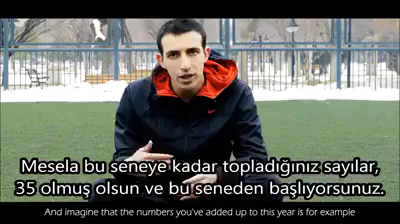 Mesela bu seneye kadar topladığınız sayılar,
35 olmuş olsun ve bu seneden başlıyorsunuz.
And imagine that the numbers you've added up to this year is for example